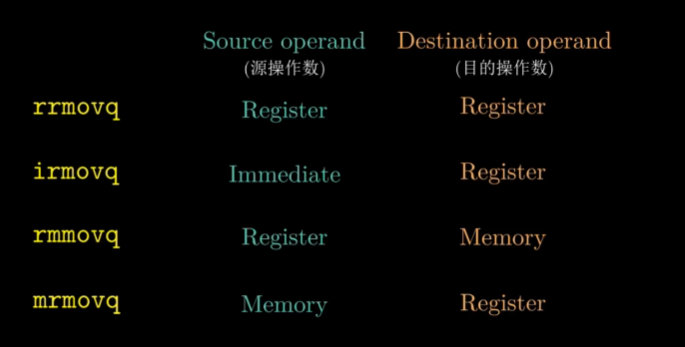 Source operand Destination operand
(源操作数) (目的操作数)
rrmovq Register Register
irmovq Immediate Register
rmmovq Register Memory
mrmovq Memory Register